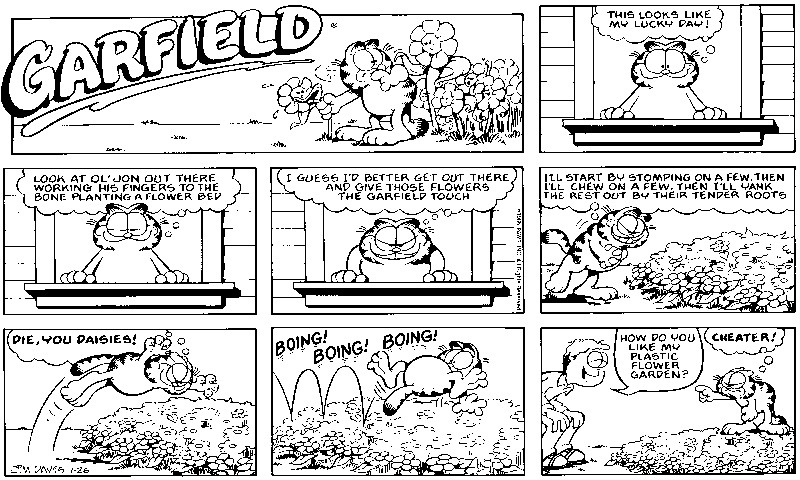 GARFIELD
®
THIS LOOKS LIKE
MY LUCKY DAY!
LOOK AT OL' JON OUT THERE
WORKING HIS FINGERS TO THE
BONE PLANTING A FLOWER BED
I GUESS I'D BETTER GET OUT THERE
AND GIVE THOSE FLOWERS
THE GARFIELD TOUCH
I'LL START BY STOMPING ON A FEW. THEN
I'LL CHEW ON A FEW. THEN I'LL YANK
THE REST OUT BY THEIR TENDER ROOTS
DIE, YOU DAISIES!
JIM DAVIS 1-26
BOING!
BOING!
BOING!
HOW DO YOU
LIKE MY
PLASTIC
FLOWER
GARDEN?
CHEATER!